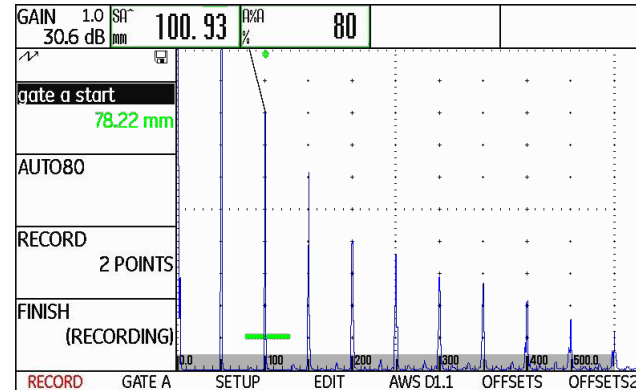 GAIN 1.0
30.6 dB
SA^
mm
100.93
A%A
%
80
gate a start
78.22 mm
AUTO80
RECORD
2 POINTS
FINISH
(RECORDING)
0.0 100 200 300 400 500.0
RECORD GATE A SETUP EDIT AWS D1.1 OFFSETS OFFSETS2